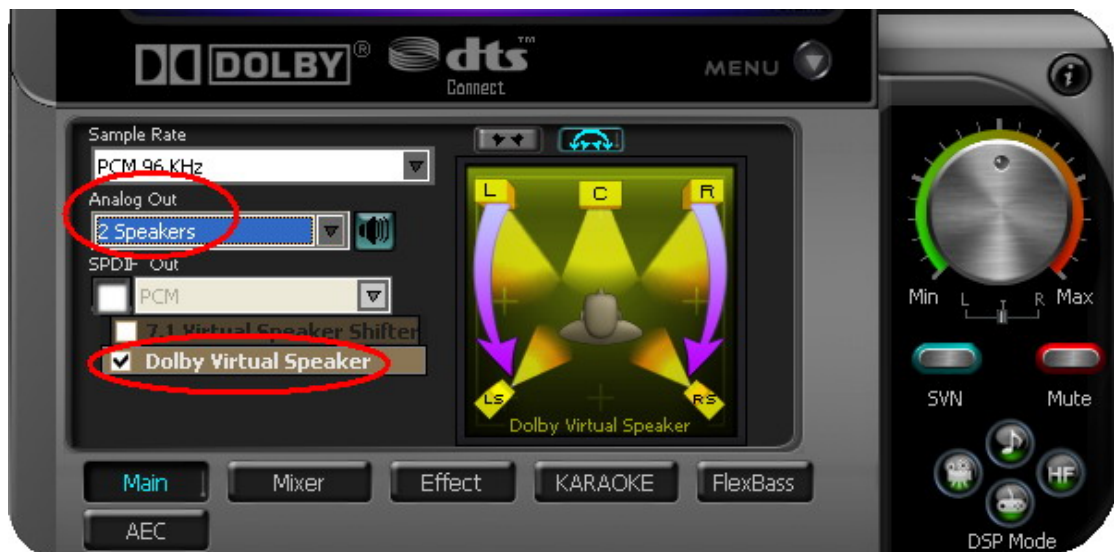 DOLBY®
dts™
Connect
MENU
i
Sample Rate
PCM 96 KHz
Analog Out
2 Speakers
SPDIF Out
PCM
7.1 Virtual Speaker Shifter
Dolby Virtual Speaker
L
C
R
LS
RS
Dolby Virtual Speaker
Min
L
R
Max
SVN
Mute
HF
DSP Mode
Main
Mixer
Effect
KARAOKE
FlexBass
AEC